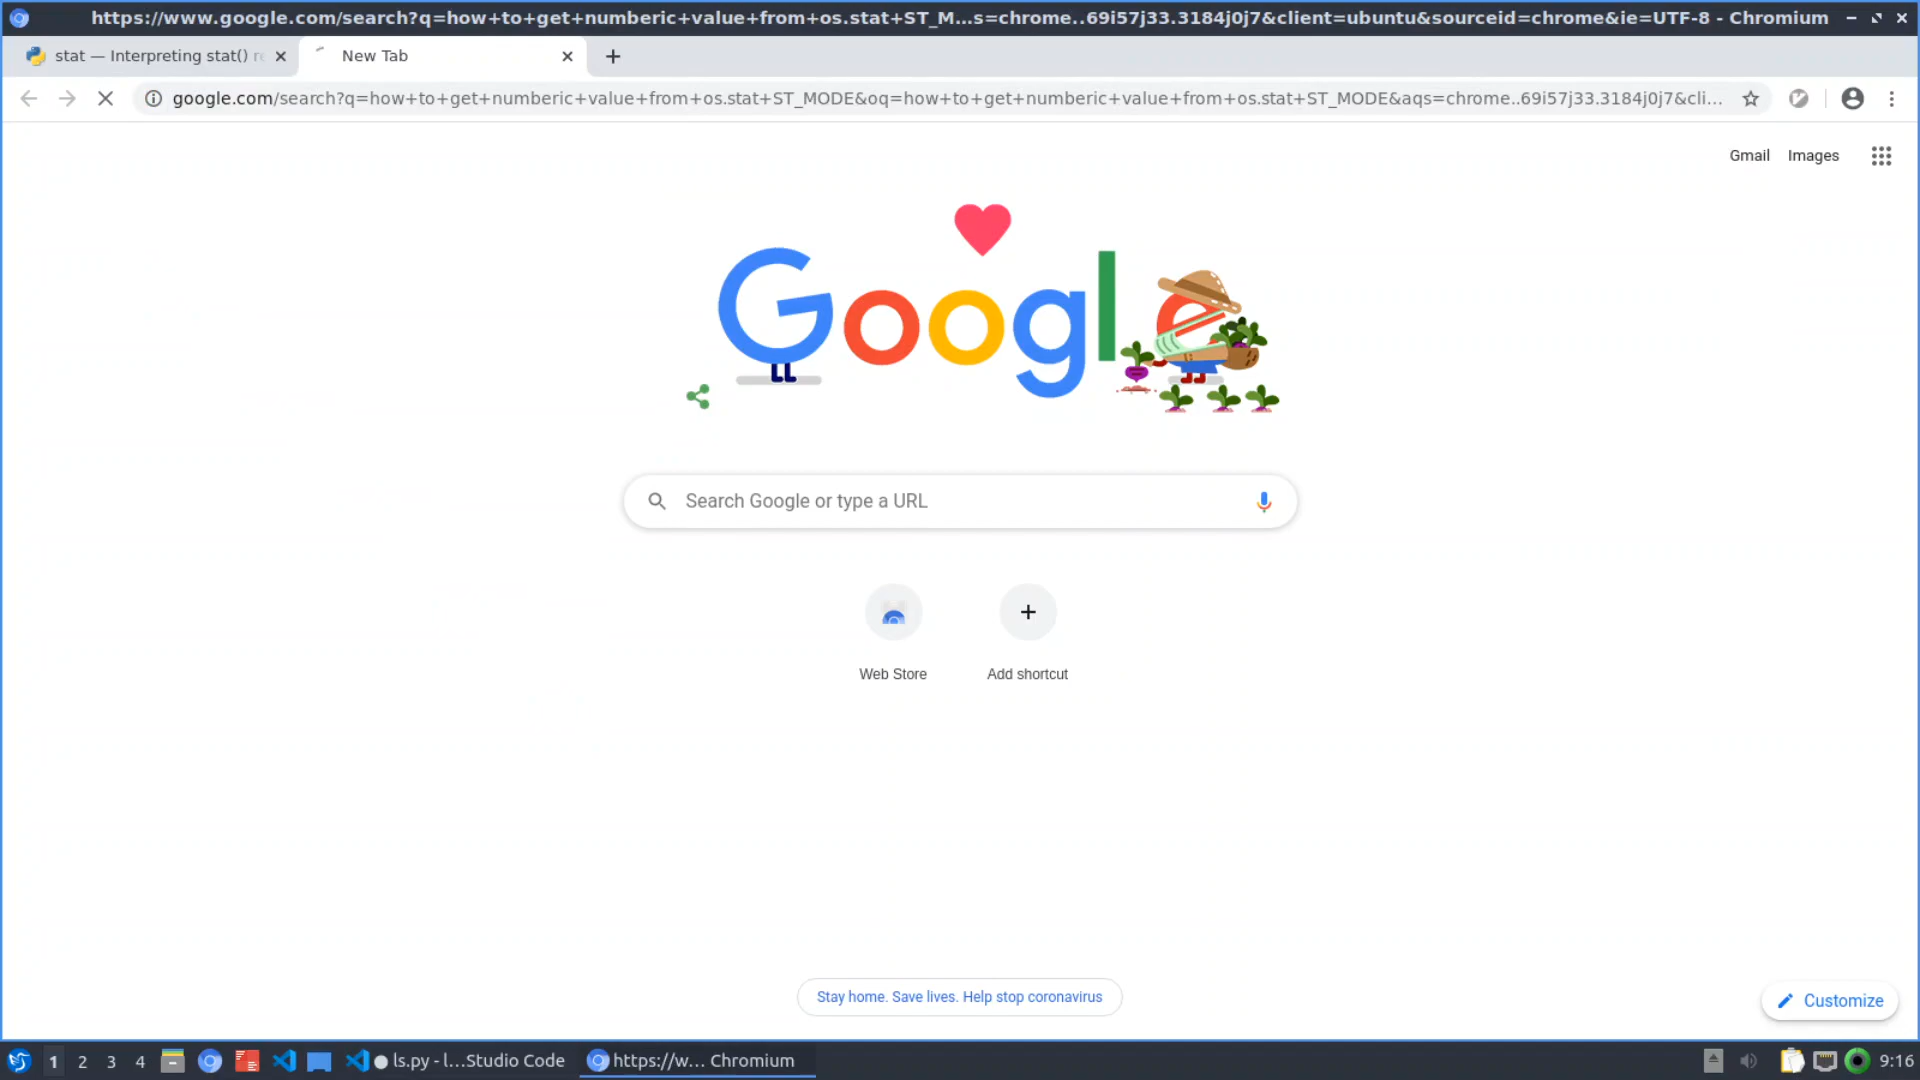 https://www.google.com/search?q=how+to+get+numberic+value+from+os.stat+ST_M...s=chrome..69i57j33.3184j0j7&client=ubuntu&sourceid=chrome&ie=UTF-8 - Chromium
stat — Interpreting stat() re
New Tab
google.com/search?q=how+to+get+numberic+value+from+os.stat+ST_MODE&oq=how+to+get+numberic+value+from+os.stat+ST_MODE&aqs=chrome..69i57j33.3184j0j7&cli...
Gmail Images
Google
Search Google or type a URL
Web Store
Add shortcut
Stay home. Save lives. Help stop coronavirus
Customize
1 2 3 4 ls.py - l...Studio Code https://w... Chromium 9:16